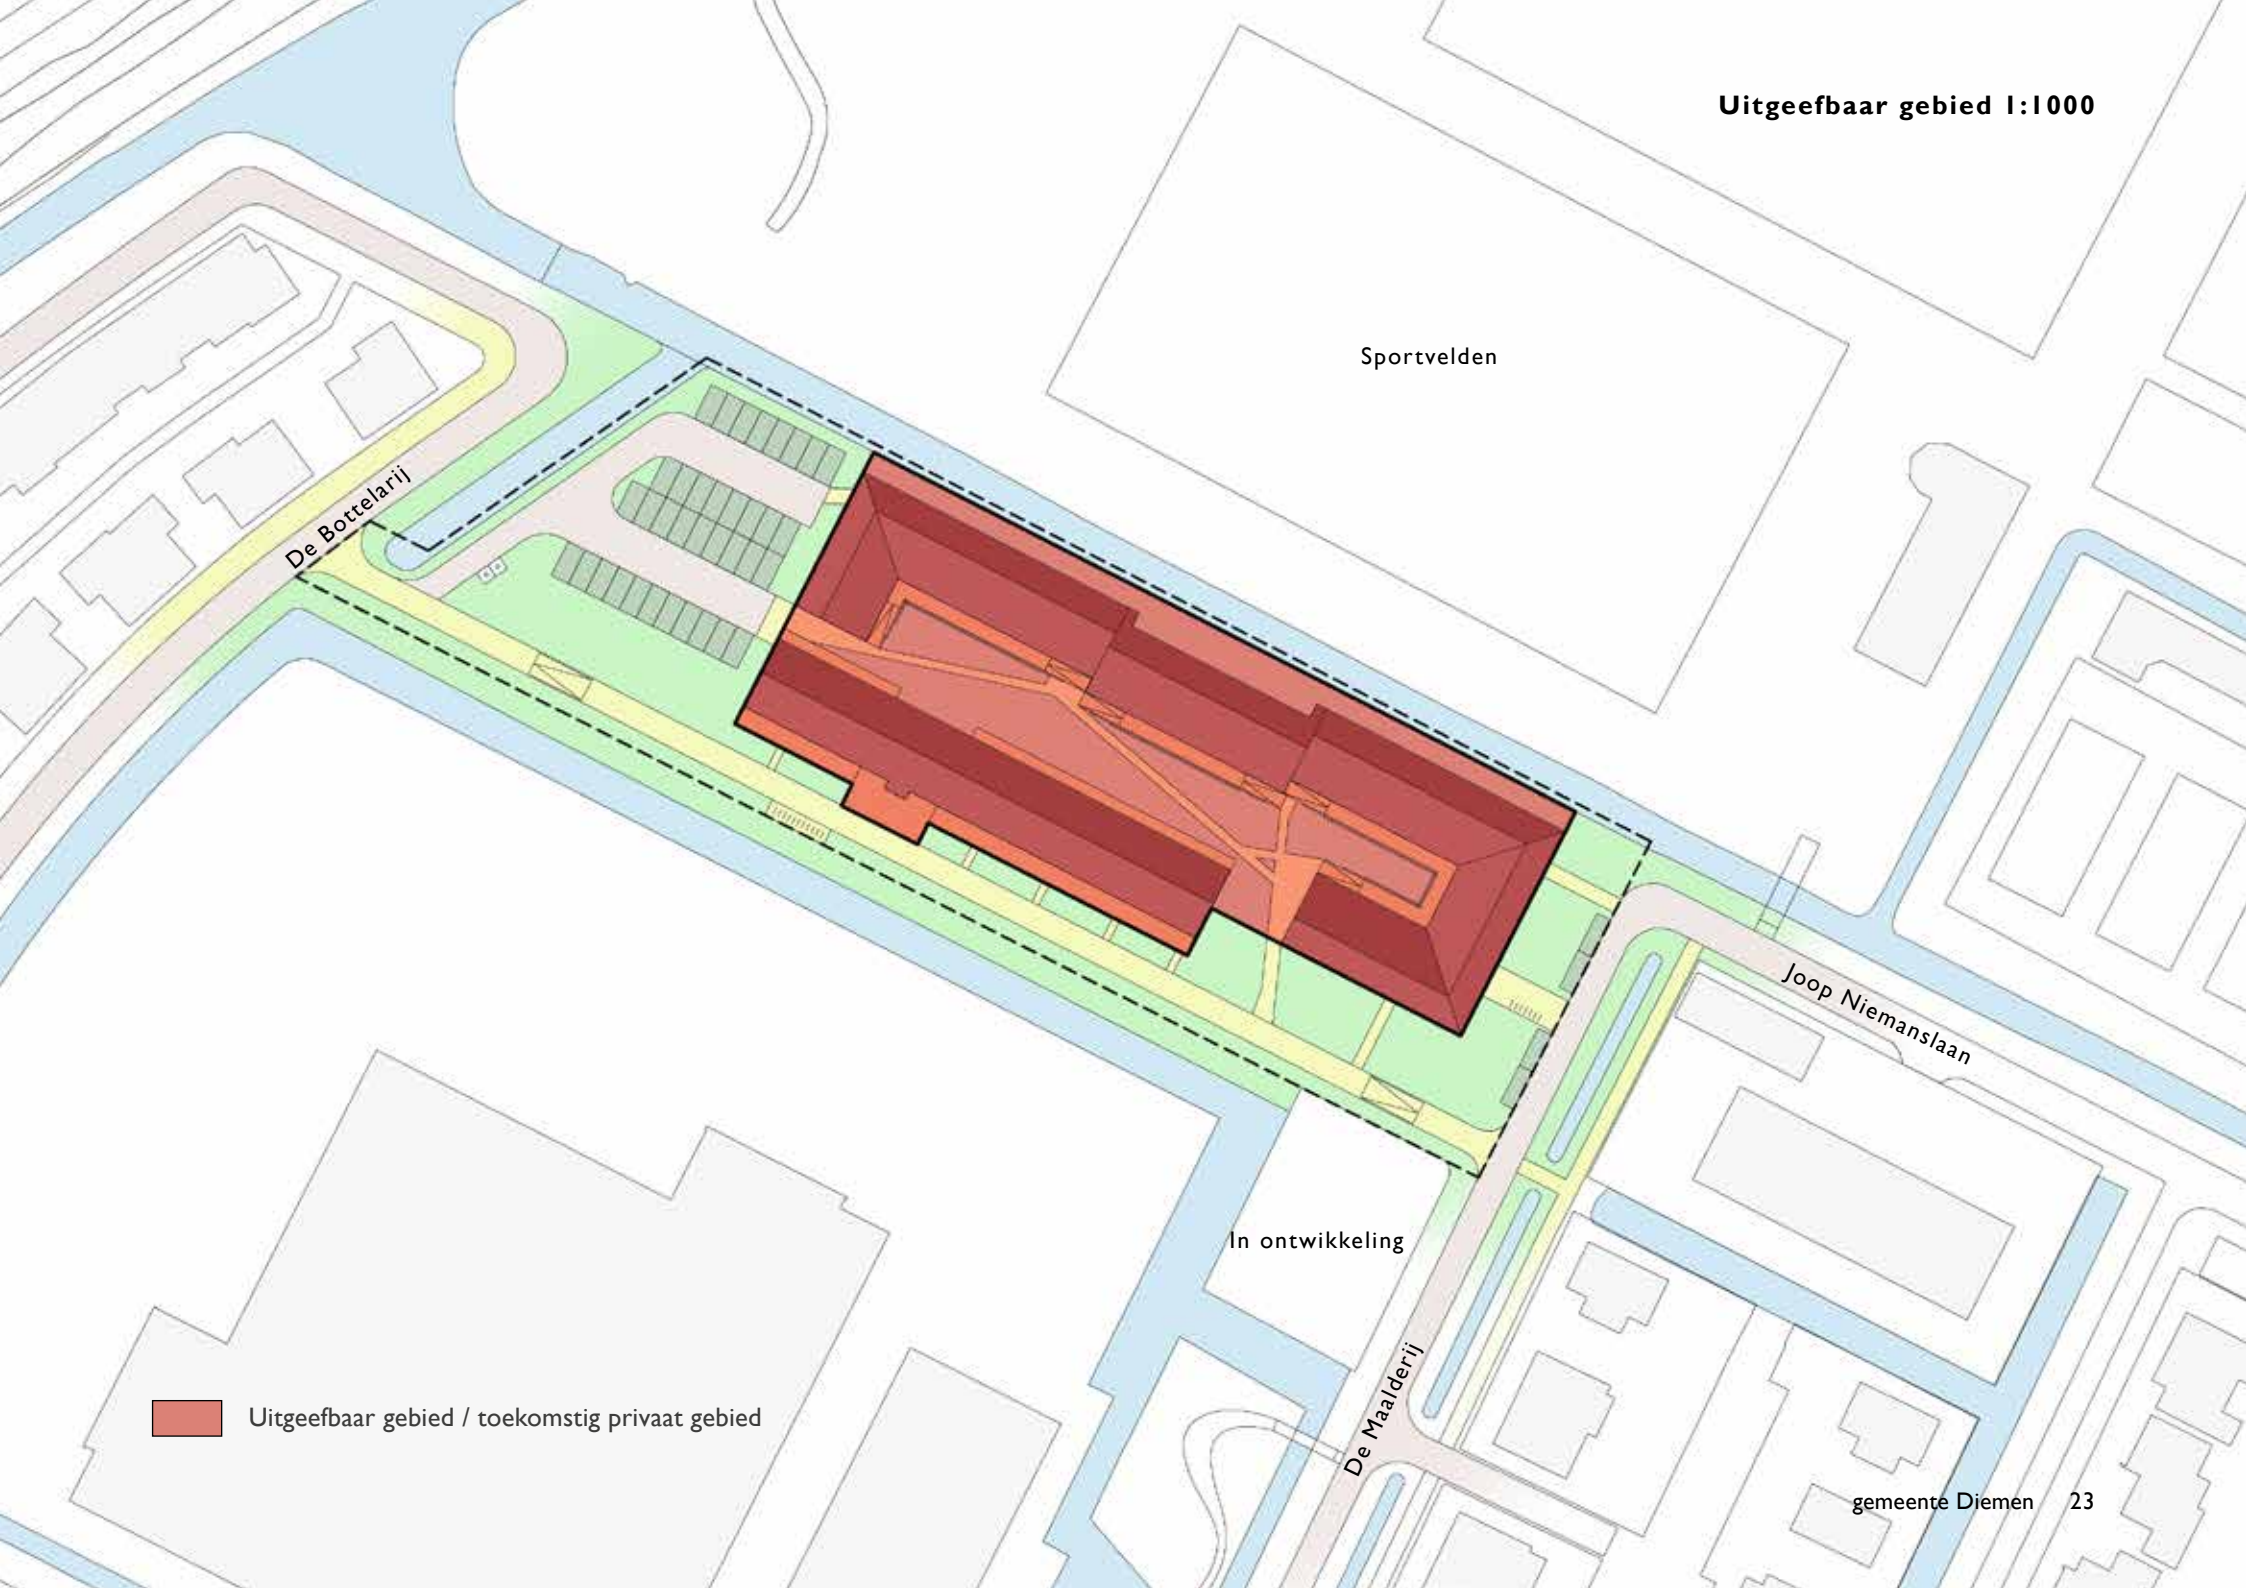 Uitgeefbaar gebied 1:1000
Sportvelden
De Bottelarij
Joop Niemanslaan
In ontwikkeling
De Maalderij
Uitgeefbaar gebied / toekomstig privaat gebied
gemeente Diemen 23